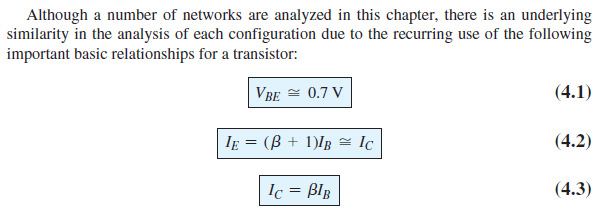 Although a number of networks are analyzed in this chapter, there is an underlying
similarity in the analysis of each configuration due to the recurring use of the following
important basic relationships for a transistor:
V_BE ≅ 0.7 V (4.1)
I_E = (β + 1)I_B ≅ I_C (4.2)
I_C = βI_B (4.3)